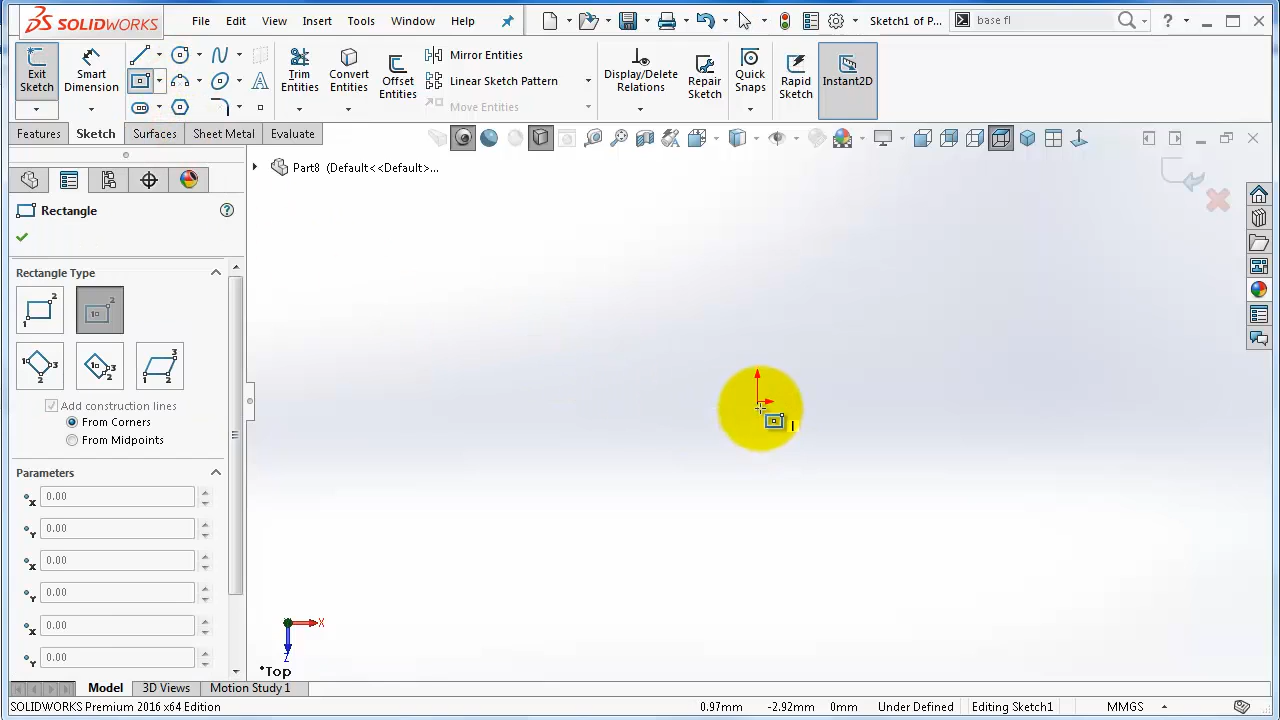 SOLIDWORKS File Edit View Insert Tools Window Help Sketch1 of P... base fl
Exit Sketch
Smart Dimension
Trim Entities
Convert Entities
Offset Entities
Mirror Entities
Linear Sketch Pattern
Move Entities
Display/Delete Relations
Repair Sketch
Quick Snaps
Rapid Sketch
Instant2D
Features Sketch Surfaces Sheet Metal Evaluate
Part8 (Default<<Default>...
Rectangle
Rectangle Type
Add construction lines
From Corners
From Midpoints
Parameters
x 0.00
Y 0.00
x 0.00
Y 0.00
x 0.00
Y 0.00
X
Z
*Top
Model 3D Views Motion Study 1
SOLIDWORKS Premium 2016 x64 Edition 0.97mm -2.92mm 0mm Under Defined Editing Sketch1 MMGS